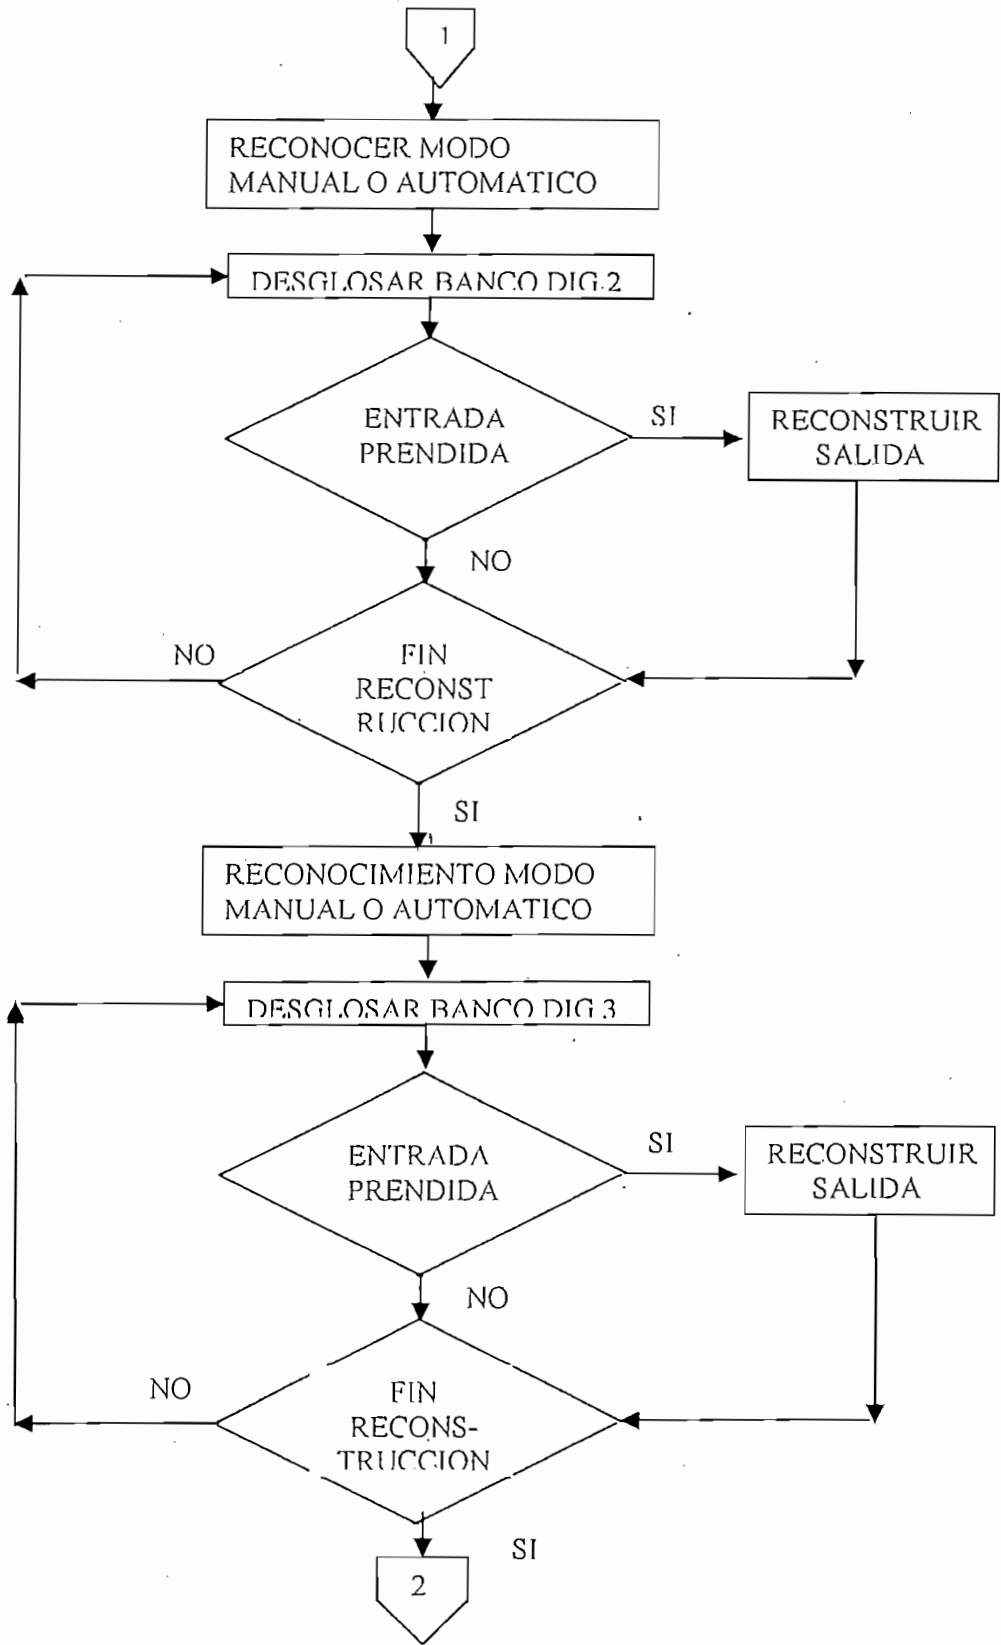 1
RECONOCER MODO
MANUAL O AUTOMATICO
DESGLOSAR BANCO DIG.2
ENTRADA
PRENDIDA
SI
RECONSTRUIR
SALIDA
NO
NO
FIN
RECONST
RUCCION
SI
RECONOCIMIENTO MODO
MANUAL O AUTOMATICO
DESGLOSAR BANCO DIG.3
ENTRADA
PRENDIDA
SI
RECONSTRUIR
SALIDA
NO
NO
FIN
RECONS-
TRUCCION
SI
2